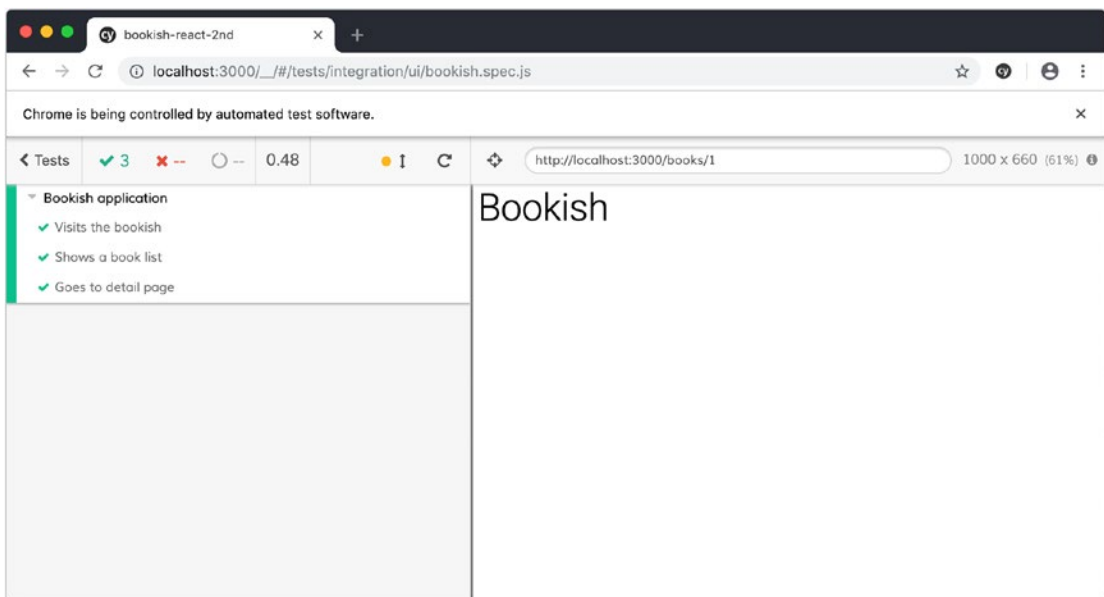 bookish-react-2nd
localhost:3000/__/#/tests/integration/ui/bookish.spec.js
Chrome is being controlled by automated test software.
Tests 3 -- -- 0.48 http://localhost:3000/books/1 1000 x 660 (61%)
Bookish application
Visits the bookish
Shows a book list
Goes to detail page
Bookish